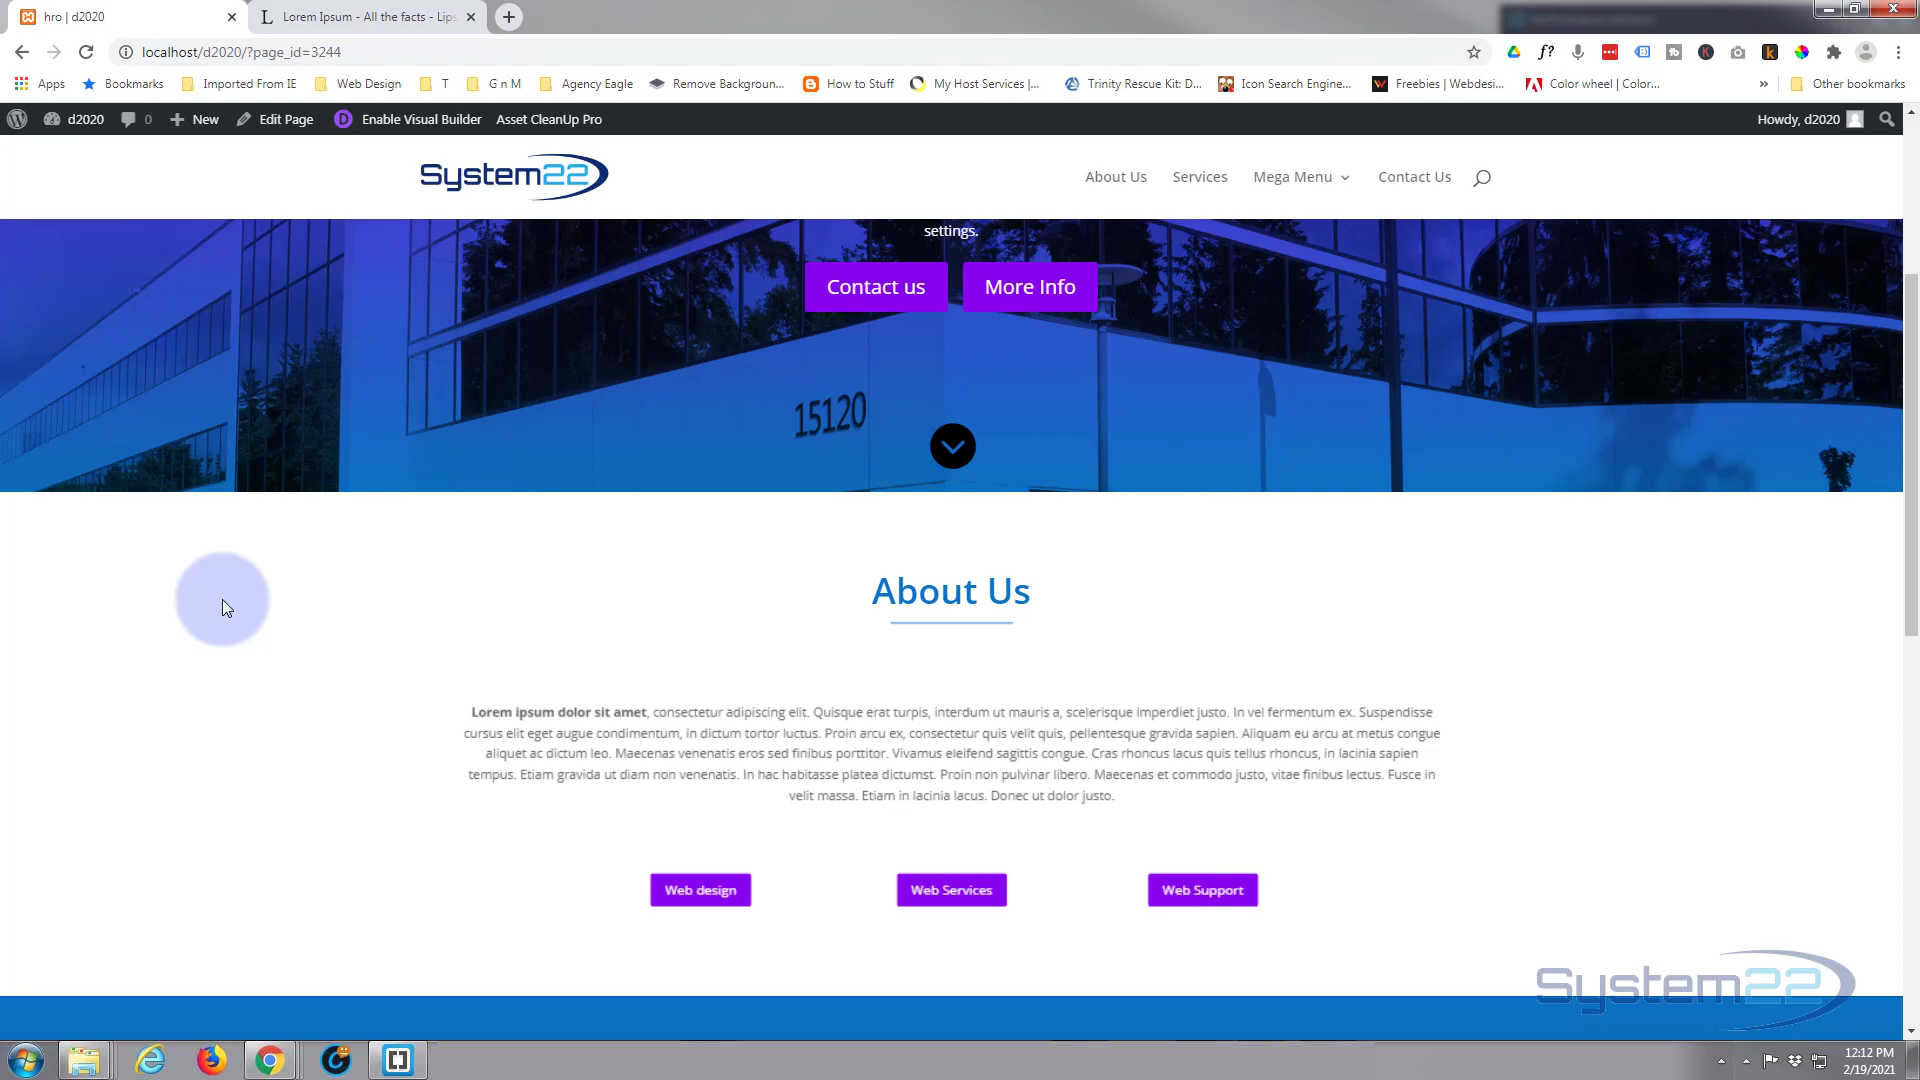 hro | d2020
Lorem Ipsum - All the facts - Lips
localhost/d2020/?page_id=3244
Apps Bookmarks Imported From IE Web Design T G n M Agency Eagle Remove Backgroun... How to Stuff My Host Services |... Trinity Rescue Kit: D... Icon Search Engine... Freebies | Webdesi... Color wheel | Color... » Other bookmarks
d2020 0 New Edit Page Enable Visual Builder Asset CleanUp Pro Howdy, d2020
System22 About Us Services Mega Menu Contact Us
settings.
Contact us More Info
15120
About Us
Lorem ipsum dolor sit amet, consectetur adipiscing elit. Quisque erat turpis, interdum ut mauris a, scelerisque imperdiet justo. In vel fermentum ex. Suspendisse
cursus elit eget augue condimentum, in dictum tortor luctus. Proin arcu ex, consectetur quis velit quis, pellentesque gravida sapien. Aliquam eu arcu at metus congue
aliquet ac dictum leo. Maecenas venenatis eros sed finibus porttitor. Vivamus eleifend sagittis congue. Cras rhoncus lacus quis tellus rhoncus, in lacinia sapien
tempus. Etiam gravida ut diam non venenatis. In hac habitasse platea dictumst. Proin non pulvinar libero. Maecenas et commodo justo, vitae finibus lectus. Fusce in
velit massa. Etiam in lacinia lacus. Donec ut dolor justo.
Web design Web Services Web Support
System22
12:12 PM
2/19/2021